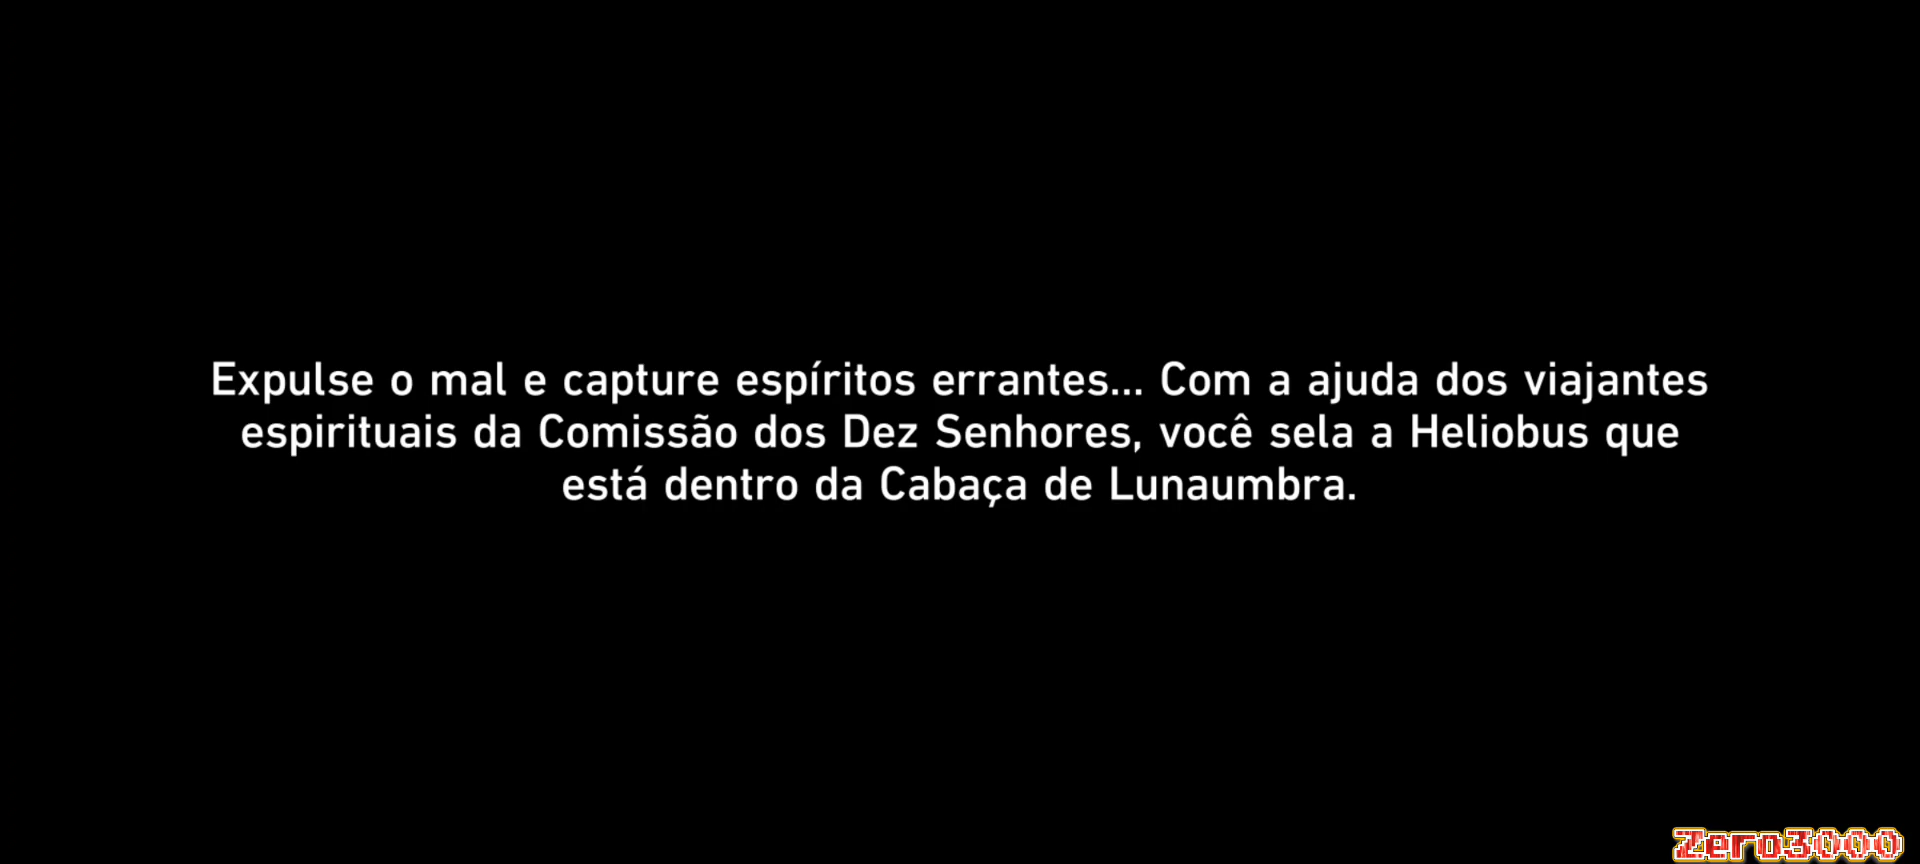 Expulse o mal e capture espíritos errantes... Com a ajuda dos viajantes
espirituais da Comissão dos Dez Senhores, você sela a Heliobus que
está dentro da Cabaça de Lunaumbra.
Zero3000